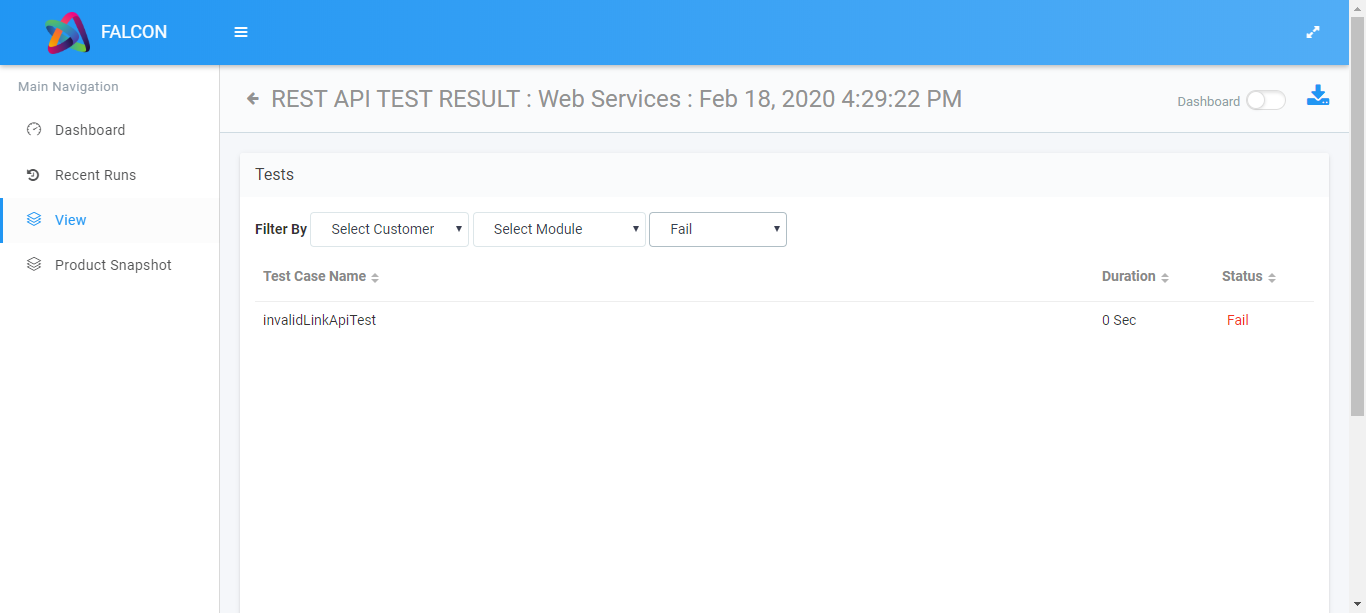 FALCON
Main Navigation
Dashboard
Recent Runs
View
Product Snapshot
REST API TEST RESULT : Web Services : Feb 18, 2020 4:29:22 PM
Dashboard
Tests
Filter By Select Customer Select Module Fail
Test Case Name Duration Status
invalidLinkApiTest 0 Sec Fail